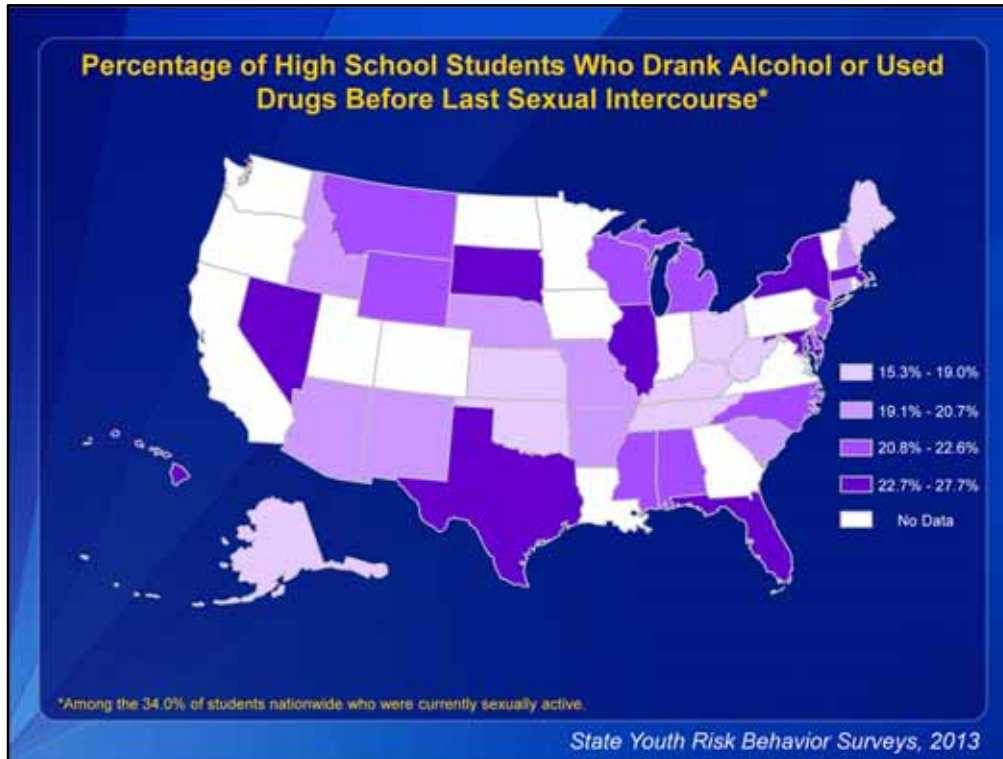 Percentage of High School Students Who Drank Alcohol or Used
Drugs Before Last Sexual Intercourse*
15.3% - 19.0%
19.1% - 20.7%
20.8% - 22.6%
22.7% - 27.7%
No Data
*Among the 34.0% of students nationwide who were currently sexually active.
State Youth Risk Behavior Surveys, 2013